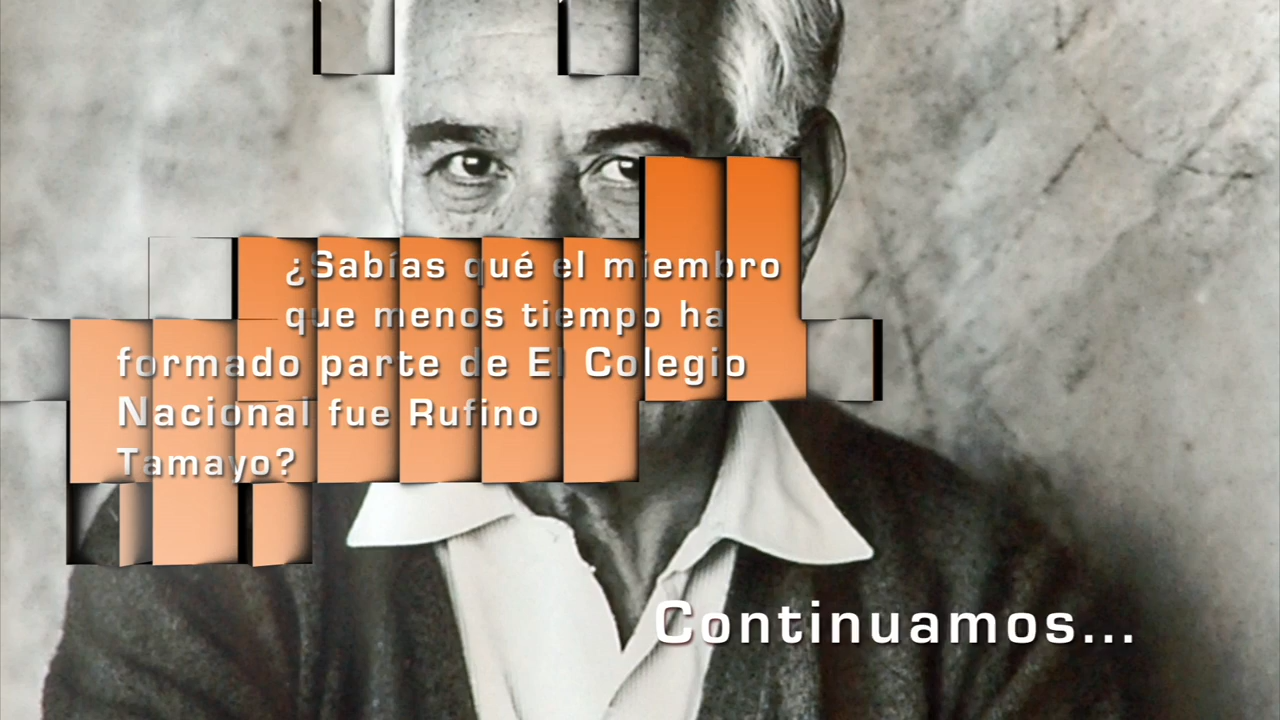 ¿Sabías qué el miembro
que menos tiempo ha
formado parte de El Colegio
Nacional fue Rufino
Tamayo?
Continuamos...